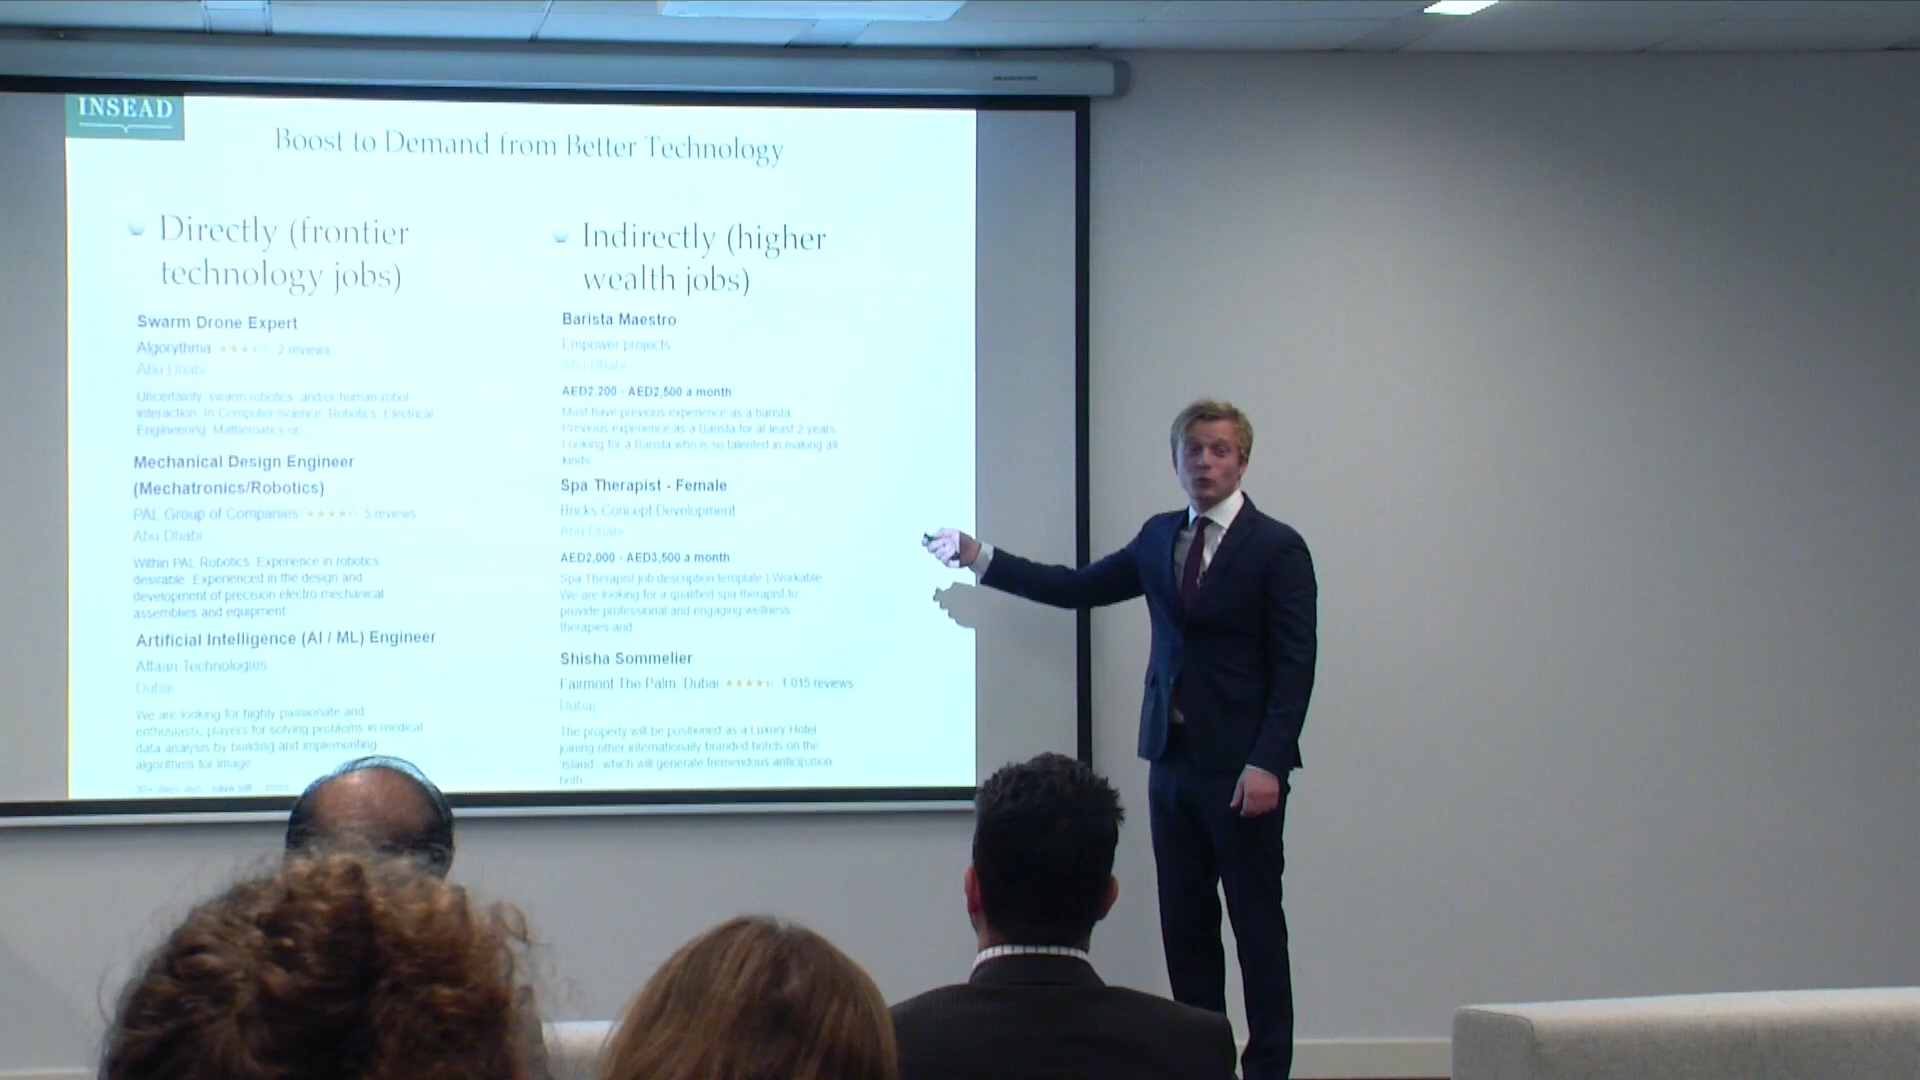 INSEAD
Boost to Demand from Better Technology
Directly (frontier
technology jobs)
Swarm Drone Expert
Algorythma 2 reviews
Abu Dhabi
Uncertainty, swarm robotics, and/or human robot
interaction. In Computer Science, Robotics, Electrical
Engineering, Mathematics or
Mechanical Design Engineer
(Mechatronics/Robotics)
PAL Group of Companies 5 reviews
Abu Dhabi
Within PAL Robotics. Experience in robotics
desirable. Experienced in the design and
development of precision electro-mechanical
assemblies and equipment
Artificial Intelligence (AI / ML) Engineer
Affaan Technologies
Dubai
We are looking for highly passionate and
enthusiastic players for solving problems in medical
data analysis by building and implementing
algorithms for image
30+ days ago save job more
Indirectly (higher
wealth jobs)
Barista Maestro
Empower projects
Abu Dhabi
AED2,200 - AED2,500 a month
Must have previous experience as a barista
Previous experience as a Barista for at least 2 years
Looking for a Barista who is so talented in making all
kinds
Spa Therapist - Female
Bricks Concept Development
Abu Dhabi
AED2,000 - AED3,500 a month
Spa Therapist job description template | Workable
We are looking for a qualified spa therapist to
provide professional and engaging wellness
therapies and
Shisha Sommelier
Fairmont The Palm, Dubai 1,015 reviews
Dubai
The property will be positioned as a Luxury Hotel
joining other internationally branded hotels on the
island, which will generate tremendous anticipation
both